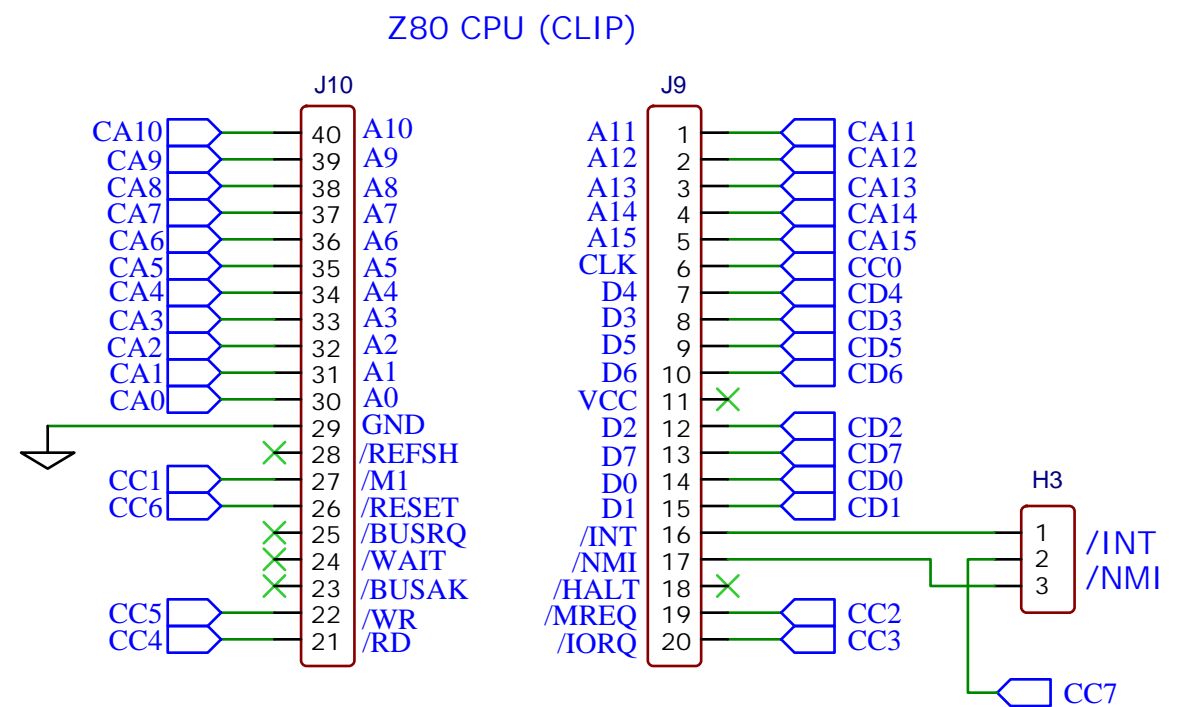 Z80 CPU (CLIP)
J10
J9
CA10 40 A10
CA9 39 A9
CA8 38 A8
CA7 37 A7
CA6 36 A6
CA5 35 A5
CA4 34 A4
CA3 33 A3
CA2 32 A2
CA1 31 A1
CA0 30 A0
29 GND
28 /REFSH
CC1 27 /M1
CC6 26 /RESET
25 /BUSRQ
24 /WAIT
23 /BUSAK
CC5 22 /WR
CC4 21 /RD
A11 1 CA11
A12 2 CA12
A13 3 CA13
A14 4 CA14
A15 5 CA15
CLK 6 CC0
D4 7 CD4
D3 8 CD3
D5 9 CD5
D6 10 CD6
VCC 11
D2 12 CD2
D7 13 CD7
D0 14 CD0
D1 15 CD1
/INT 16
/NMI 17
/HALT 18
/MREQ 19 CC2
/IORQ 20 CC3
H3
1 /INT
2
3 /NMI
CC7